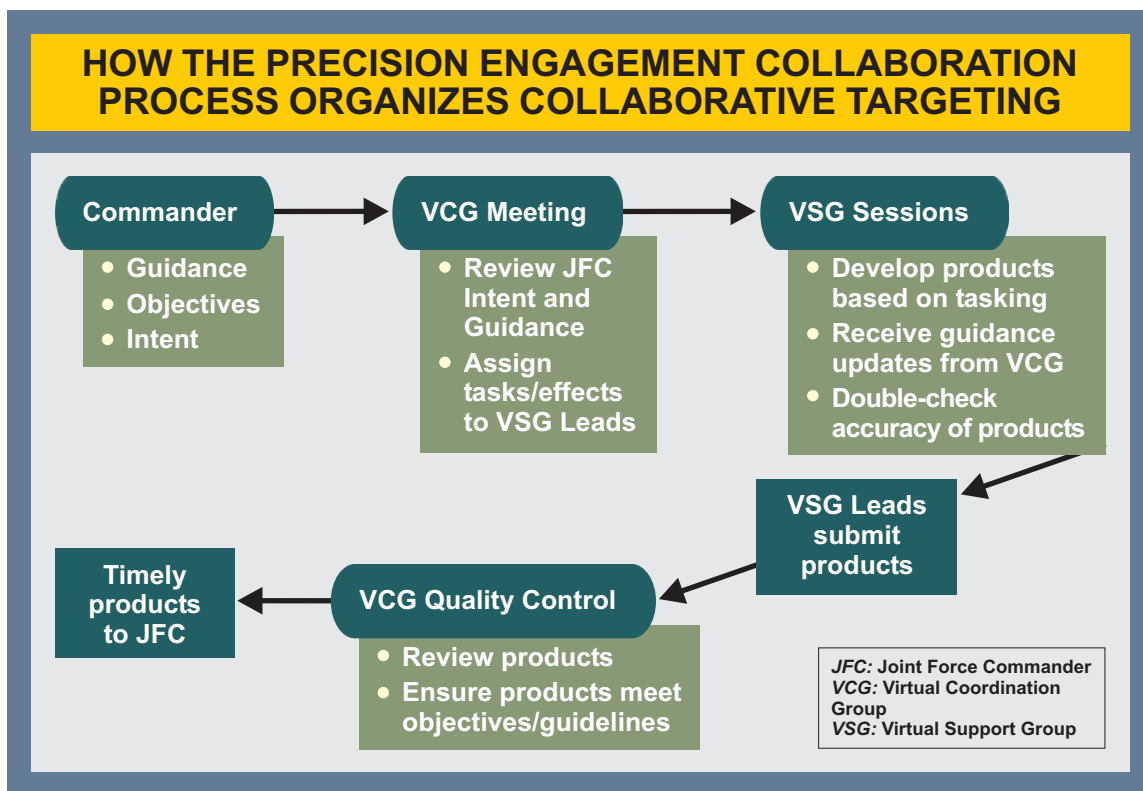 HOW THE PRECISION ENGAGEMENT COLLABORATION
PROCESS ORGANIZES COLLABORATIVE TARGETING
Commander
• Guidance
• Objectives
• Intent
VCG Meeting
• Review JFC
Intent and
Guidance
• Assign
tasks/effects
to VSG Leads
VSG Sessions
• Develop products
based on tasking
• Receive guidance
updates from VCG
• Double-check
accuracy of products
VSG Leads
submit
products
VCG Quality Control
• Review products
• Ensure products meet
objectives/guidelines
Timely
products
to JFC
JFC: Joint Force Commander
VCG: Virtual Coordination
Group
VSG: Virtual Support Group